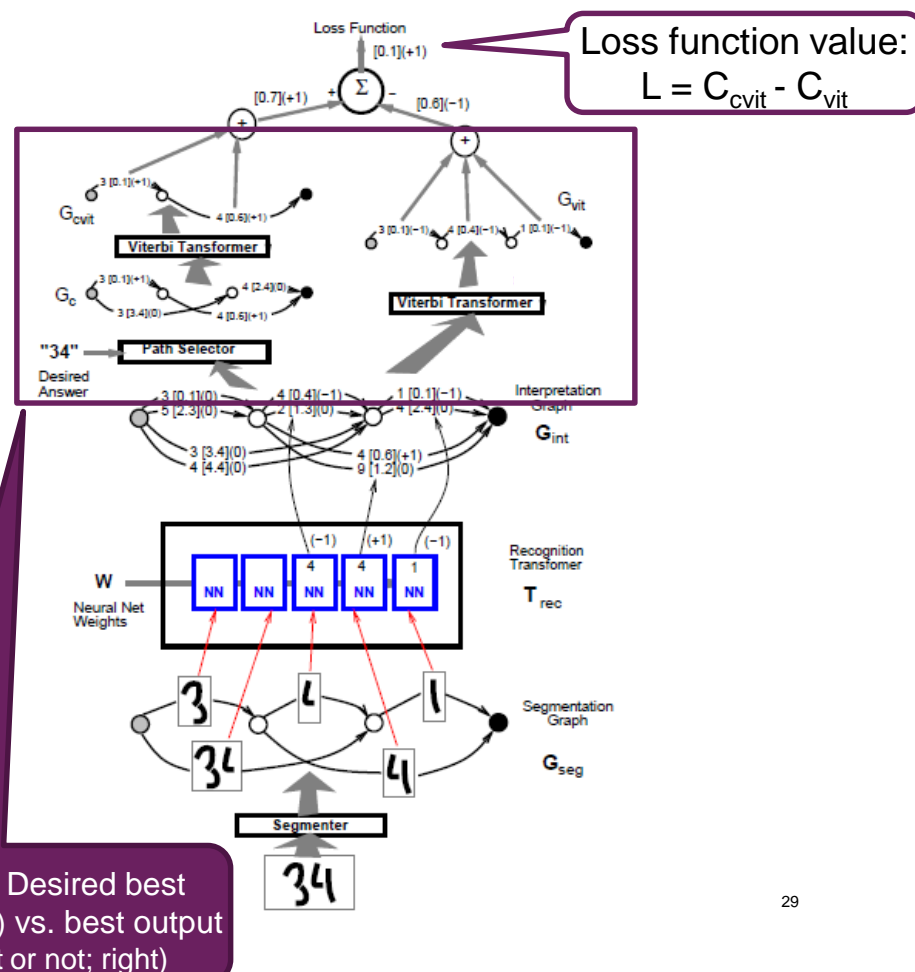 Loss Function
[0.1](+1)
Loss function value:
L = Ccvit - Cvit
[0.7](+1)
+
Σ
−
[0.6](−1)
+
+
3 [0.1](+1)
4 [0.6](+1)
Gcvit
Gvit
3 [0.1](−1)
4 [0.4](−1)
1 [0.1](−1)
Viterbi Tansformer
3 [0.1](+1)
4 [2.4](0)
Gc
3 [3.4](0)
4 [0.6](+1)
Viterbi Transformer
"34"
Path Selector
Desired
Answer
3 [0.1](0)
4 [0.4](−1)
1 [0.1](−1)
Interpretation
Graph
5 [2.3](0)
2 [1.3](0)
4 [2.4](0)
Gint
3 [3.4](0)
4 [0.6](+1)
4 [4.4](0)
9 [1.2](0)
(−1)
(+1)
(−1)
Recognition
Transfomer
Trec
4
4
1
W
NN
NN
NN
NN
NN
Neural Net
Weights
3
4
1
Segmentation
Graph
Gseg
34
4
Segmenter
34
Desired best
) vs. best output
t or not; right)
29